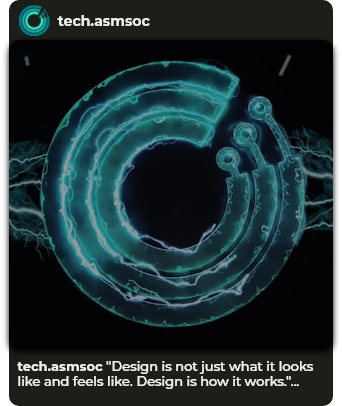 tech.asmsoc
tech.asmsoc "Design is not just what it looks
like and feels like. Design is how it works."...